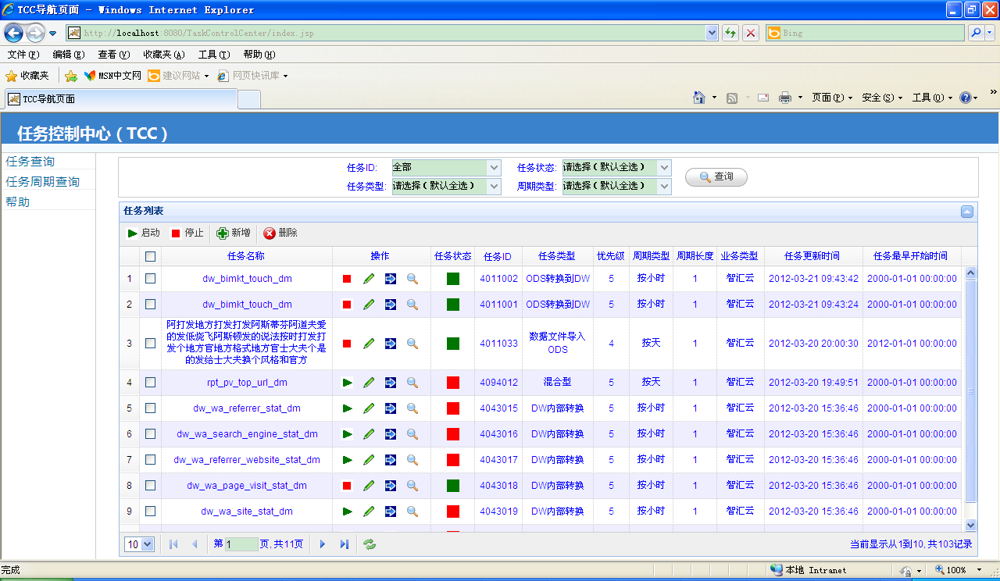 TCC导航页面 - Windows Internet Explorer
http://localhost:8080/TaskControlCenter/index.jsp
Bing
文件(F) 编辑(E) 查看(V) 收藏夹(A) 工具(T) 帮助(H)
收藏夹 MSN中文网 建议网站 网页快讯库
TCC导航页面
页面(P) 安全(S) 工具(O)
任务控制中心（TCC）
任务查询
任务周期查询
帮助
任务ID: 全部 任务状态: 请选择（默认全选）
任务类型: 请选择（默认全选） 周期类型: 请选择（默认全选）
查询
任务列表
启动 停止 新增 删除
任务名称 操作 任务状态 任务ID 任务类型 优先级 周期类型 周期长度 业务类型 任务更新时间 任务最早开始时间
1 dw_bimkt_touch_dm 4011002 ODS转换到DW 5 按小时 1 智汇云 2012-03-21 09:43:42 2000-01-01 00:00:00
2 dw_bimkt_touch_dm 4011001 ODS转换到DW 5 按小时 1 智汇云 2012-03-21 09:43:24 2000-01-01 00:00:00
阿打发地方打发打发阿斯蒂芬阿道夫爱
的发低烧飞阿斯顿发的说法按时打发打
发个地方官地方格式地方官士大夫个是
的发给士大夫换个风格和官方
3 4011033 数据文件导入 4 按天 1 智汇云 2012-03-20 20:00:30 2012-01-01 00:00:00
ODS
4 rpt_pv_top_url_dm 4094012 混合型 5 按天 1 智汇云 2012-03-20 19:49:51 2000-01-01 00:00:00
5 dw_wa_referrer_stat_dm 4043015 DW内部转换 5 按小时 1 智汇云 2012-03-20 15:36:46 2000-01-01 00:00:00
6 dw_wa_search_engine_stat_dm 4043016 DW内部转换 5 按小时 1 智汇云 2012-03-20 15:36:46 2000-01-01 00:00:00
7 dw_wa_referrer_website_stat_dm 4043017 DW内部转换 5 按小时 1 智汇云 2012-03-20 15:36:46 2000-01-01 00:00:00
8 dw_wa_page_visit_stat_dm 4043018 DW内部转换 5 按小时 1 智汇云 2012-03-20 15:36:46 2000-01-01 00:00:00
9 dw_wa_site_stat_dm 4043019 DW内部转换 5 按小时 1 智汇云 2012-03-20 15:36:46 2000-01-01 00:00:00
10 第 1 页, 共11页 当前显示从1到10, 共103记录
完成 本地 Intranet 100%